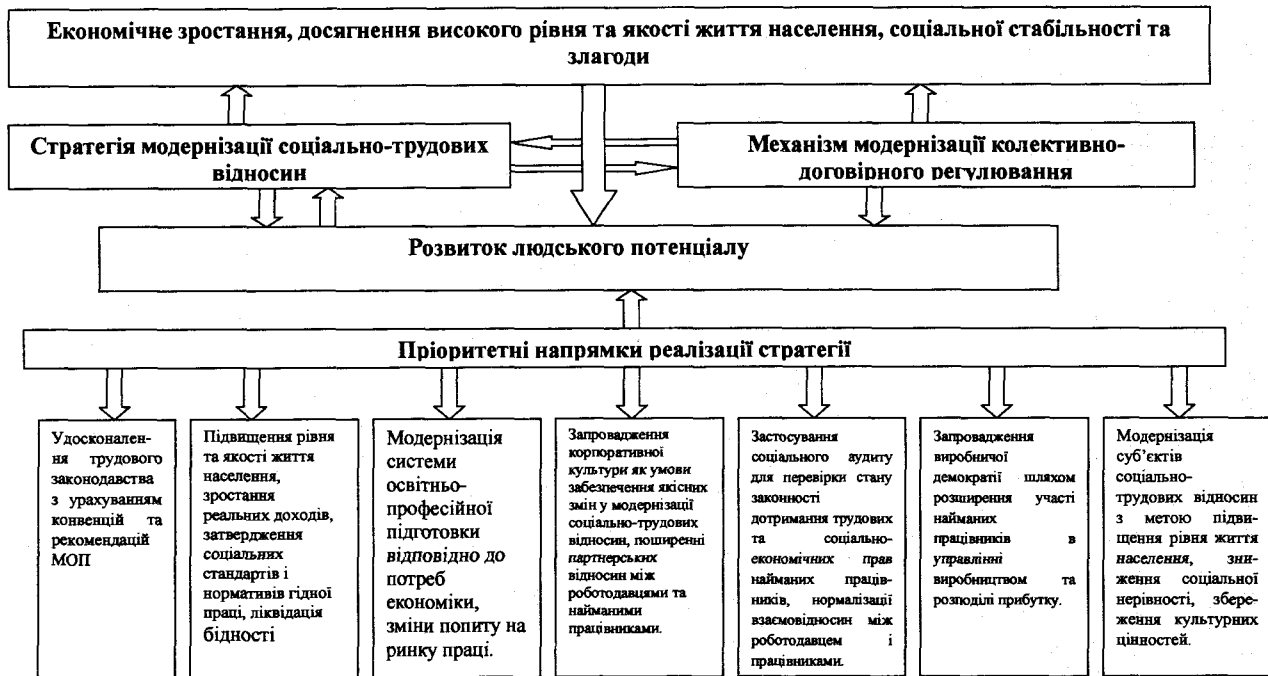 Економічне зростання, досягнення високого рівня та якості життя населення, соціальної стабільності та
злагоди
Стратегія модернізації соціально-трудових
відносин
Механізм модернізації колективно-
договірного регулювання
Розвиток людського потенціалу
Пріоритетні напрямки реалізації стратегії
Удосконален-
ня трудового
законодавства
з урахуванням
конвенцій та
рекомендацій
МОП
Підвищення рівня
та якості життя
населення,
зростання
реальних доходів,
затвердження
соціальних
стандартів і
нормативів гідної
праці, ліквідація
бідності
Модернізація
системи
освітньо-
професійної
підготовки
відповідно до
потреб
економіки,
зміни попиту на
ринку праці.
Запровадження
корпоративної
культури як умови
забезпечення якісних
змін у модернізації
соціально-трудових
відносин, поширенні
партнерських
відносин між
роботодавцями та
найманими
працівниками.
Застосування
соціального аудиту
для перевірки стану
законності
дотримання трудових
та соціально-
економічних прав
найманих праців-
ників, нормалізації
взаємовідносин між
роботодавцем і
працівниками.
Запровадження
виробничої
демократії шляхом
розширення участі
найманих
працівників в
управлінні
виробництвом та
розподілі прибутку.
Модернізація
суб’єктів
соціально-
трудових відносин
з метою підви-
щення рівня життя
населення, зни-
ження соціальної
нерівності, збере-
ження культурних
цінностей.